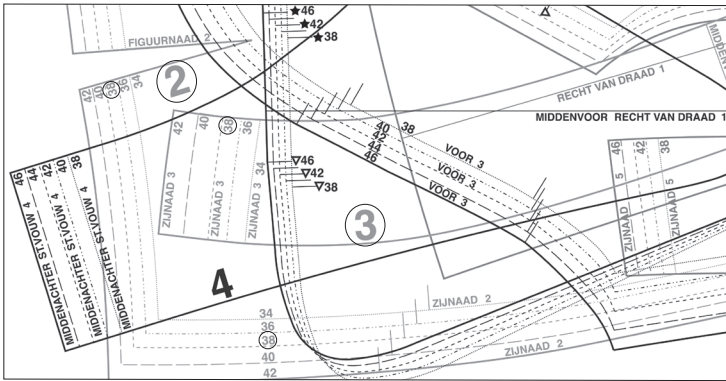 ★46
★42
★38
FIGUURNAAD 2
42
40
38
36
34
2
RECHT VAN DRAAD 1
MIDDENVOOR RECHT VAN DRAAD 1
42
40
38
36
34
ZIJNAAD 3
ZIJNAAD 3
ZIJNAAD 3
38
40
42
44
46
VOOR 3
VOOR 3
VOOR 3
46
42
38
ZIJNAAD 5
ZIJNAAD 5
▽46
▽42
▽38
46
44
42
40
38
MIDDENACHTER ST.VOUW 4
MIDDENACHTER ST.VOUW 4
MIDDENACHTER ST.VOUW 4
3
4
34
36
38
40
42
ZIJNAAD 2
ZIJNAAD 2